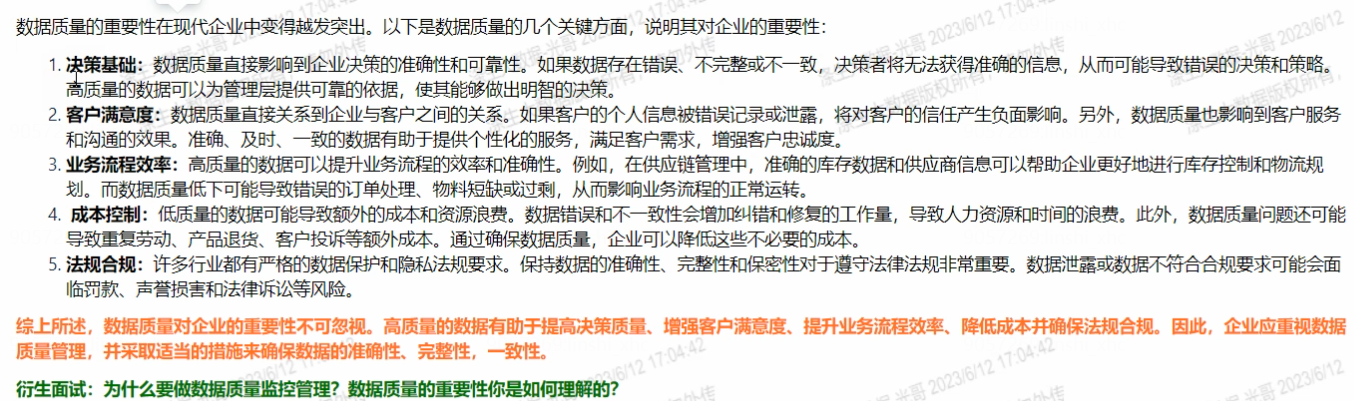 数据质量的重要性在现代企业中变得越发突出。以下是数据质量的几个关键方面，说明其对企业的重要性：
1. 决策基础：数据质量直接影响到企业决策的准确性和可靠性。如果数据存在错误、不完整或不一致，决策者将无法获得准确的信息，从而可能导致错误的决策和策略。
高质量的数据可以为管理层提供可靠的依据，使其能够做出明智的决策。
2. 客户满意度：数据质量直接关系到企业与客户之间的关系。如果客户的个人信息被错误记录或泄露，将对客户的信任产生负面影响。另外，数据质量也影响到客户服务
和沟通的效果。准确、及时、一致的数据有助于提供个性化的服务，满足客户需求，增强客户忠诚度。
3. 业务流程效率：高质量的数据可以提升业务流程的效率和准确性。例如，在供应链管理中，准确的库存数据和供应商信息可以帮助企业更好地进行库存控制和物流规
划。而数据质量低下可能导致错误的订单处理、物料短缺或过剩，从而影响业务流程的正常运转。
4. 成本控制：低质量的数据可能导致额外的成本和资源浪费。数据错误和不一致性会增加纠错和修复的工作量，导致人力资源和时间的浪费。此外，数据质量问题还可能
导致重复劳动、产品退货、客户投诉等额外成本。通过确保数据质量，企业可以降低这些不必要的成本。
5. 法规合规：许多行业都有严格的数据保护和隐私法规要求。保持数据的准确性、完整性和保密性对于遵守法律法规非常重要。数据泄露或数据不符合合规要求可能会面
临罚款、声誉损害和法律诉讼等风险。
综上所述，数据质量对企业的重要性不可忽视。高质量的数据有助于提高决策质量、增强客户满意度、提升业务流程效率、降低成本并确保法规合规。因此，企业应重视数据
质量管理，并采取适当的措施来确保数据的准确性、完整性，一致性。
衍生面试：为什么要做数据质量监控管理？数据质量的重要性你是如何理解的？